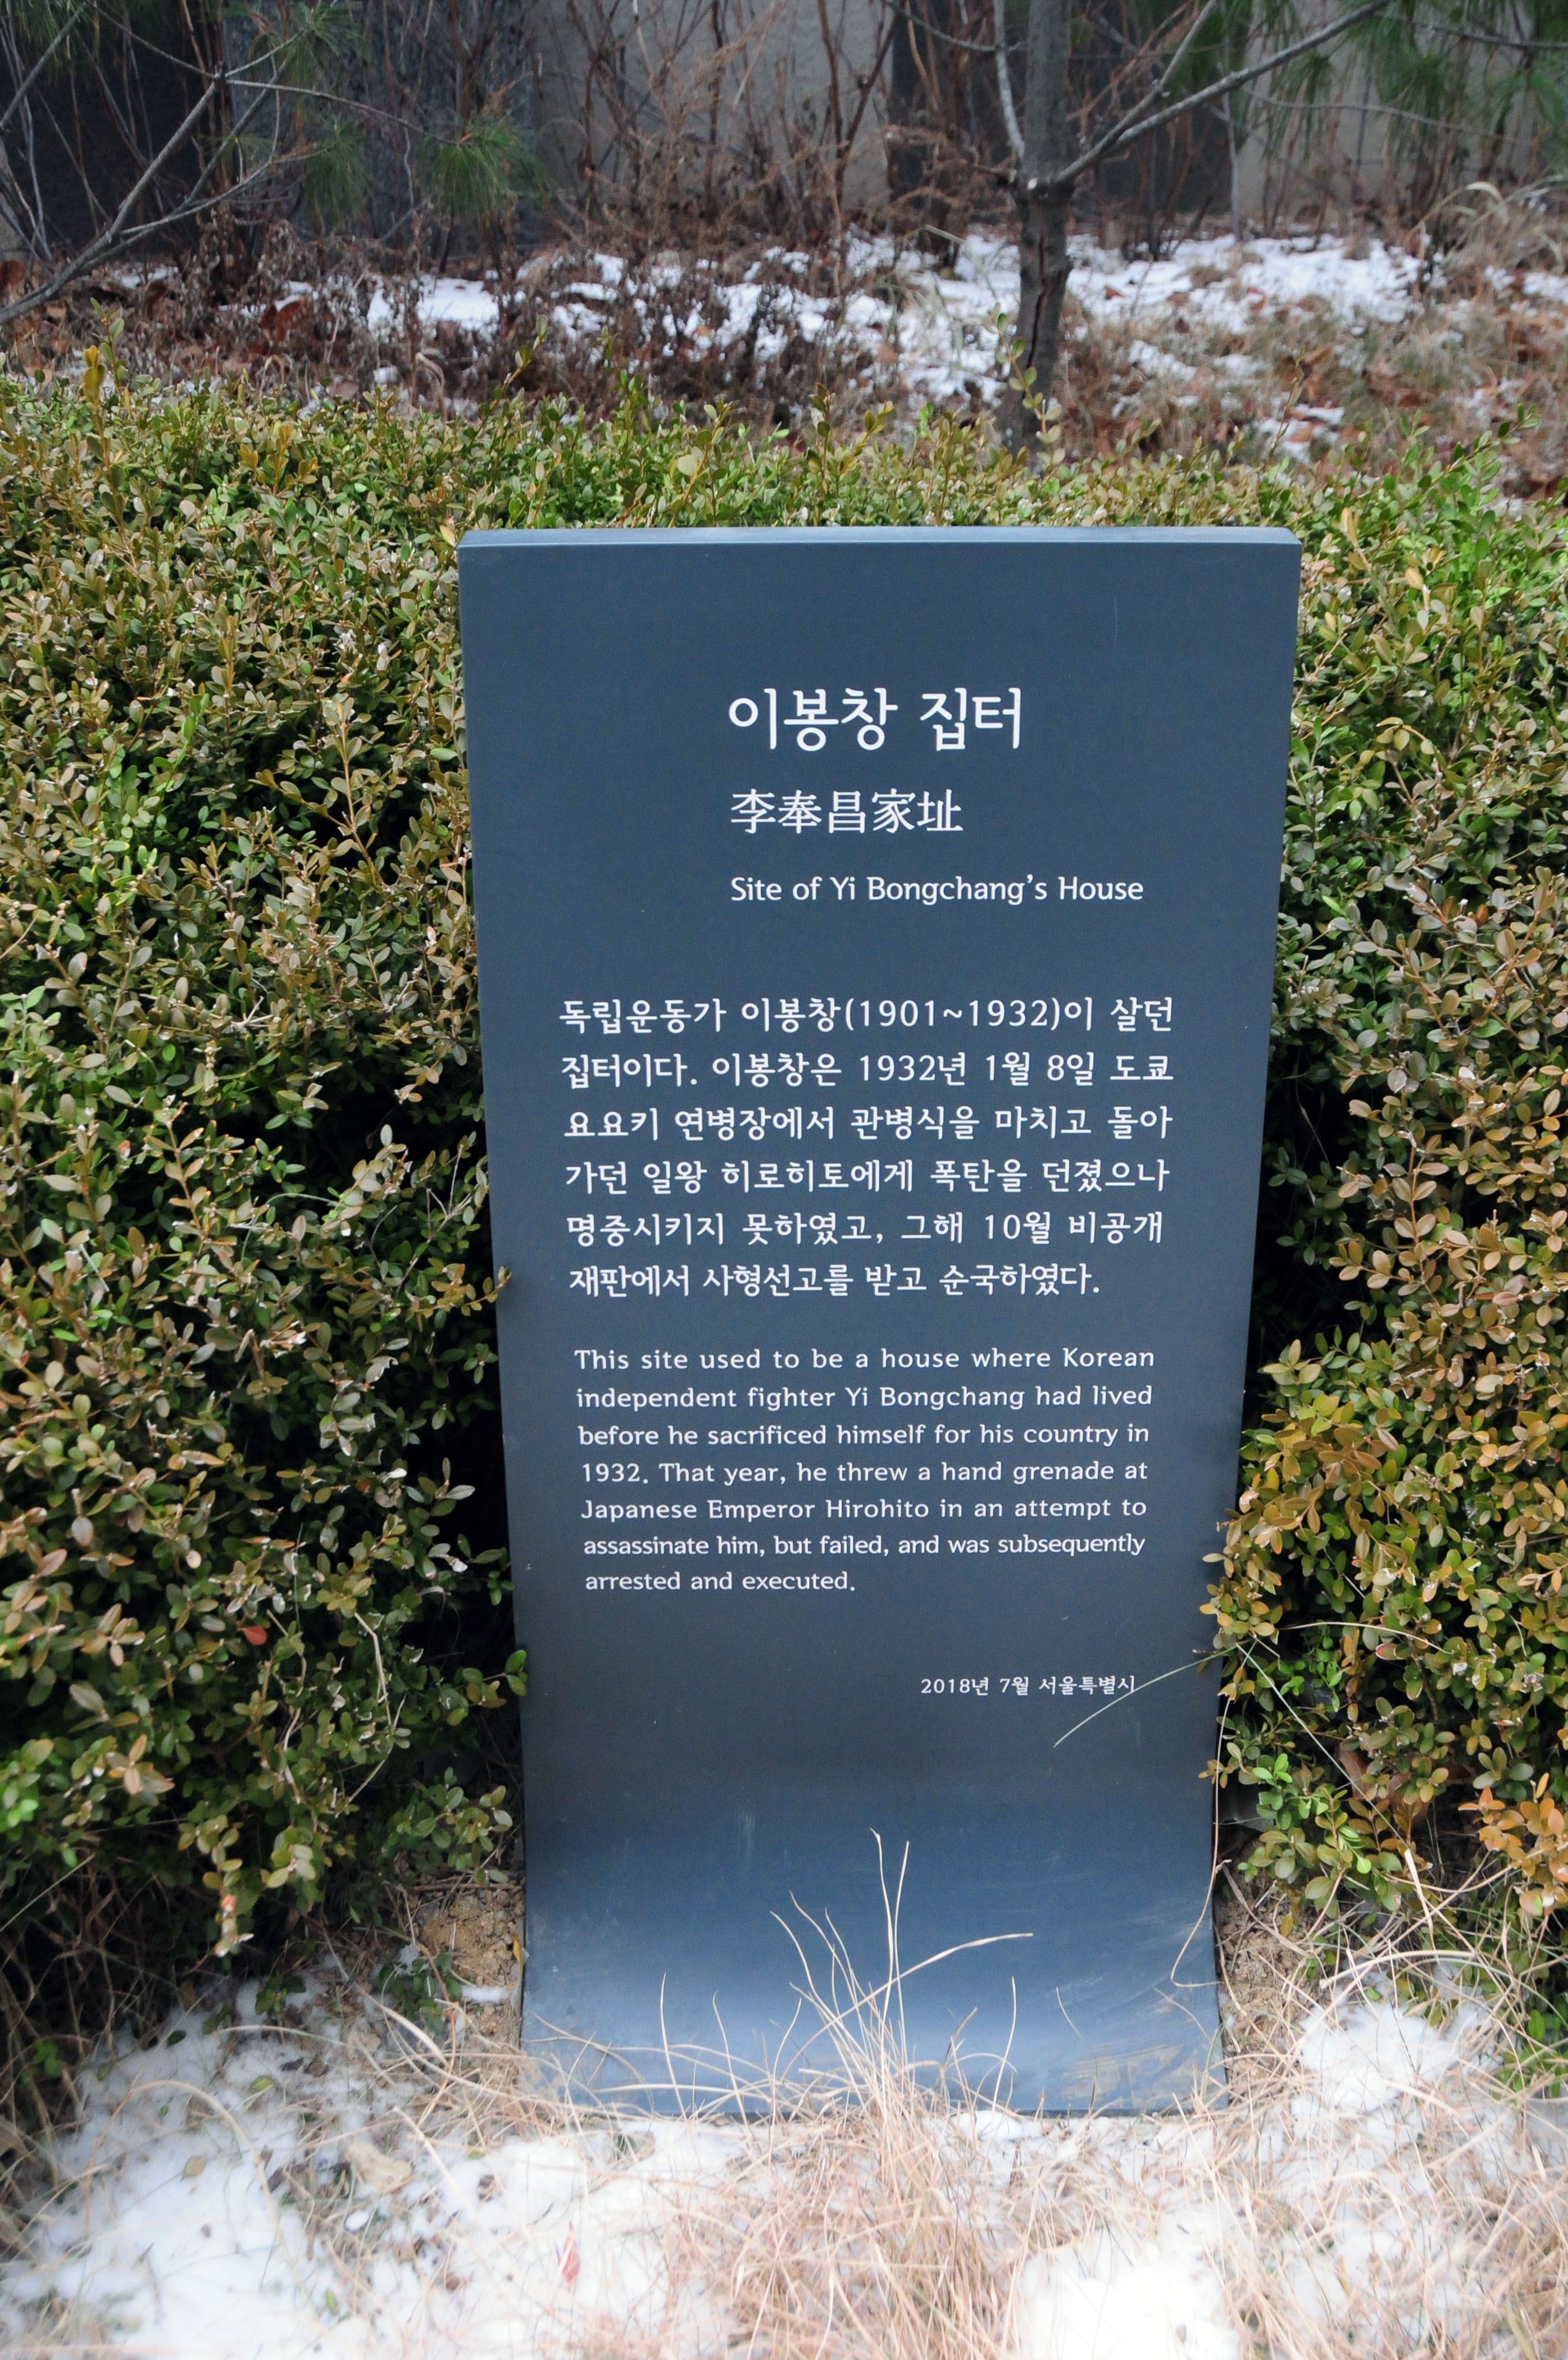 이봉창 집터
李奉昌家址
Site of Yi Bongchang's House
독립운동가 이봉창(1901~1932)이 살던
집터이다. 이봉창은 1932년 1월 8일 도쿄
요요키 연병장에서 관병식을 마치고 돌아
가던 일왕 히로히토에게 폭탄을 던졌으나
명중시키지 못하였고, 그해 10월 비공개
재판에서 사형선고를 받고 순국하였다.
This site used to be a house where Korean
independent fighter Yi Bongchang had lived
before he sacrificed himself for his country in
1932. That year, he threw a hand grenade at
Japanese Emperor Hirohito in an attempt to
assassinate him, but failed, and was subsequently
arrested and executed.
2018년 7월 서울특별시